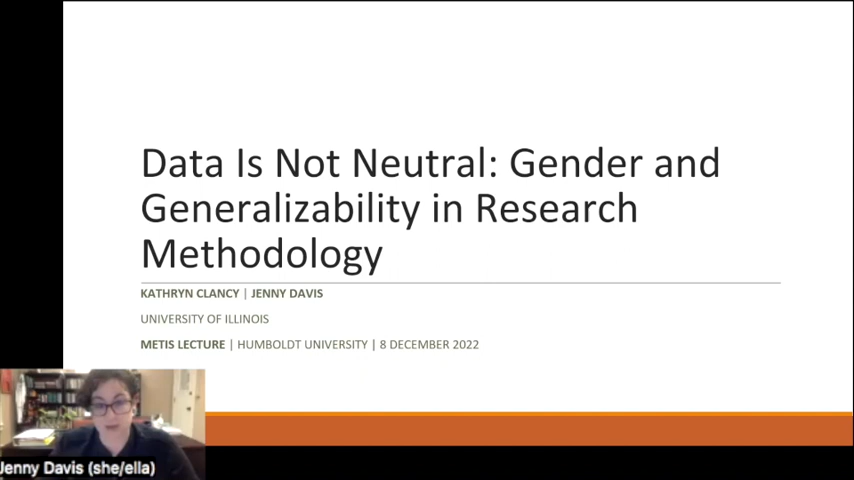 Data Is Not Neutral: Gender and
Generalizability in Research
Methodology
KATHRYN CLANCY | JENNY DAVIS
UNIVERSITY OF ILLINOIS
METIS LECTURE | HUMBOLDT UNIVERSITY | 8 DECEMBER 2022
Jenny Davis (she/ella)